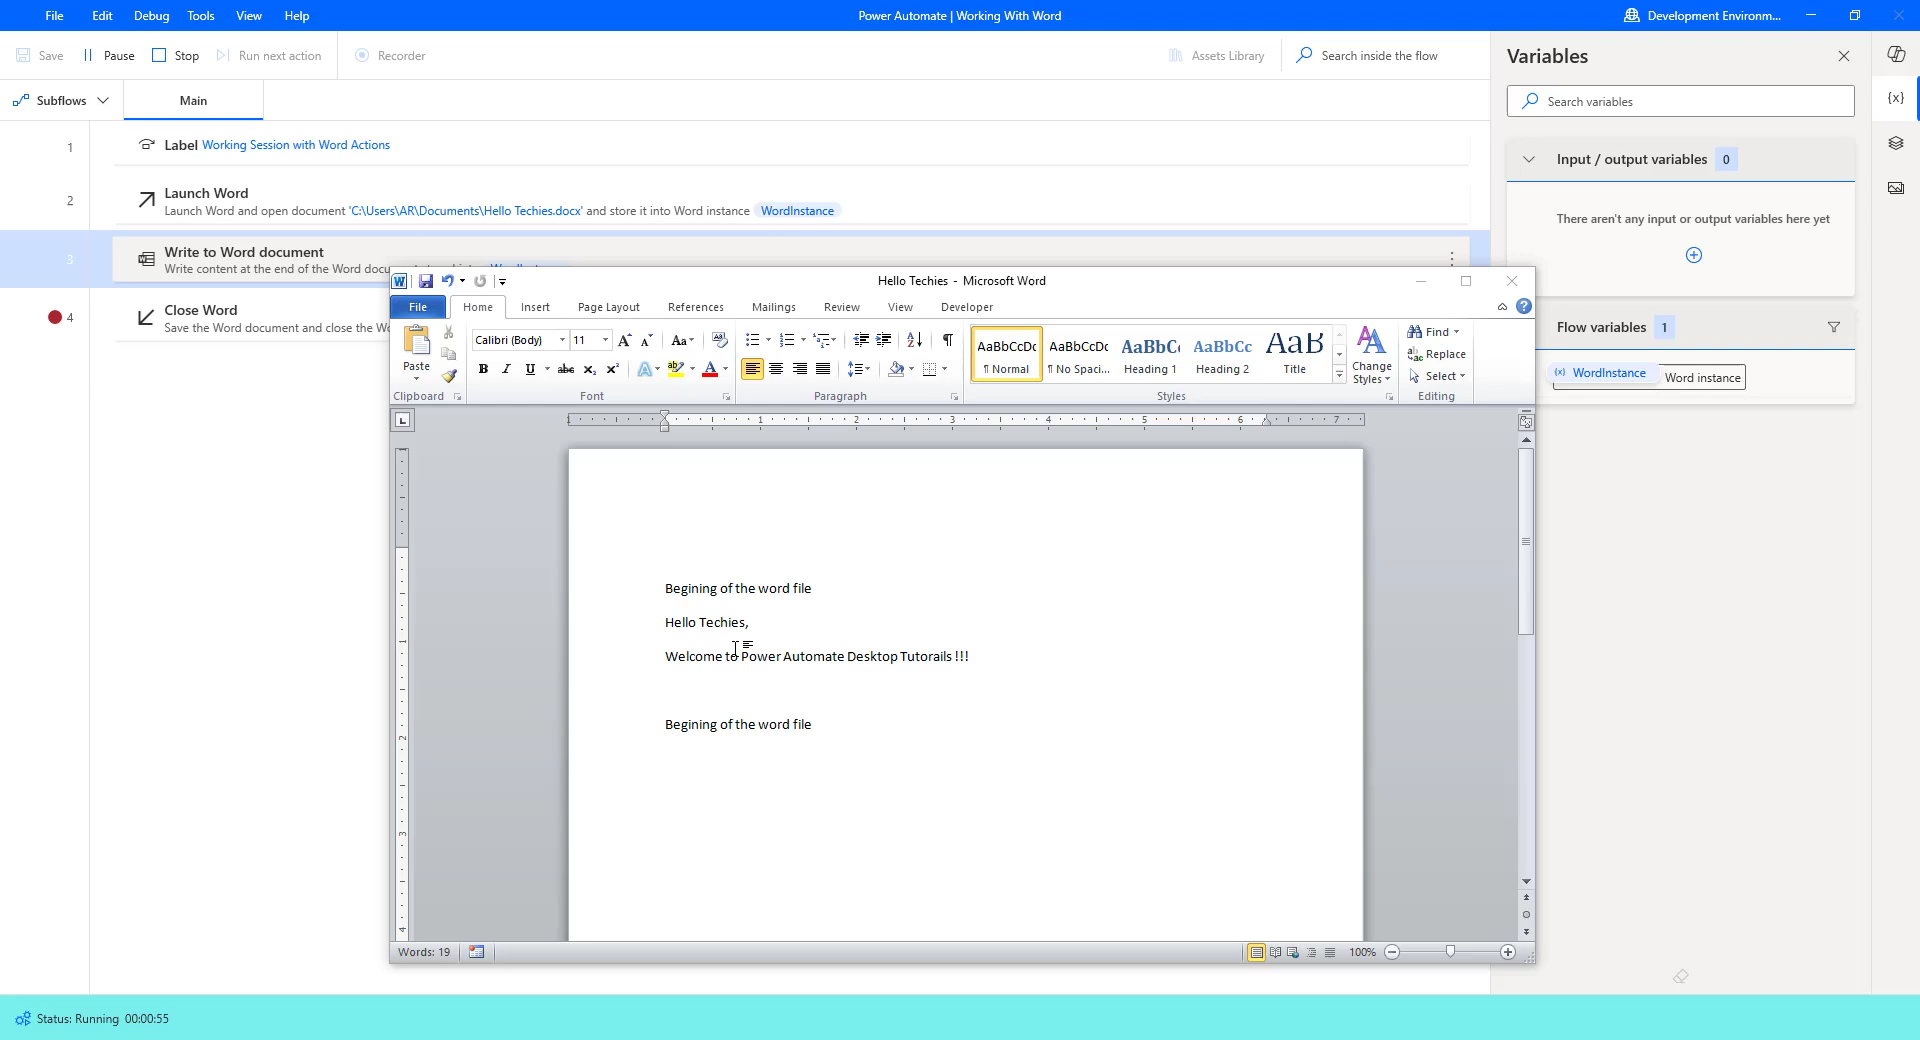 File Edit Debug Tools View Help
Power Automate | Working With Word
Development Environm...
Save Pause Stop Run next action Recorder
Assets Library Search inside the flow
Variables
Subflows Main
Search variables
1 Label Working Session with Word Actions
Input / output variables 0
2 Launch Word
Launch Word and open document 'C:\Users\AR\Documents\Hello Techies.docx' and store it into Word instance WordInstance
There aren't any input or output variables here yet
3 Write to Word document
Write content at the end of the Word
4 Close Word
Save the Word document and close the
Flow variables 1
(x) WordInstance Word instance
Hello Techies - Microsoft Word
File Home Insert Page Layout References Mailings Review View Developer
Paste
Clipboard
Calibri (Body) 11
Font
Paragraph
AaBbCcDc AaBbCcDc AaBbC AaBbCc AaB
¶ Normal ¶ No Spaci... Heading 1 Heading 2 Title
Change Styles
Styles
Find
Replace
Select
Editing
1 1 2 3 4 5 6 7
Begining of the word file
Hello Techies,
Welcome to Power Automate Desktop Tutorails !!!
Begining of the word file
Words: 19
100%
Status: Running 00:00:55